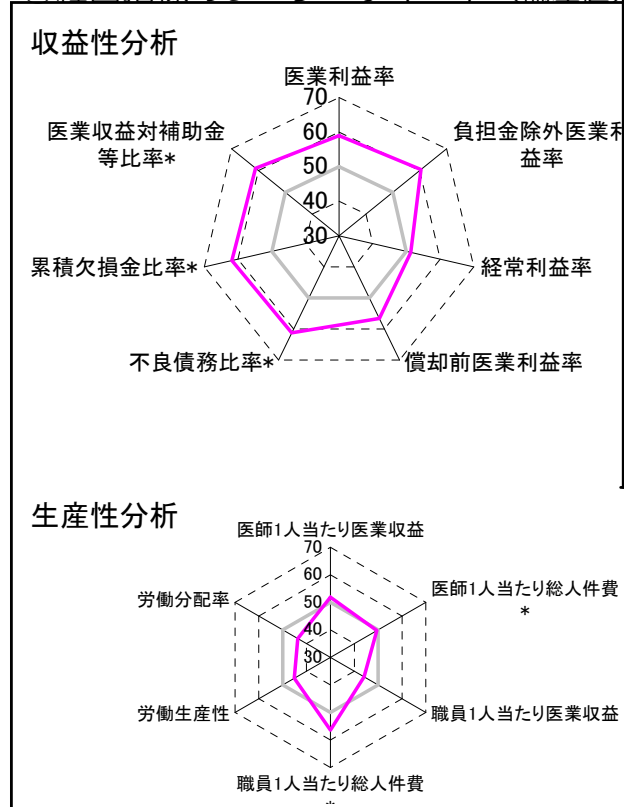 収益性分析
医業利益率
70
60
50
40
30
負担金除外医業利
益率
経常利益率
償却前医業利益率
不良債務比率*
累積欠損金比率*
医業収益対補助金
等比率*
生産性分析
医師1人当たり医業収益
70
60
50
40
30
医師1人当たり総人件費
*
職員1人当たり医業収益
職員1人当たり総人件費
*
労働生産性
労働分配率